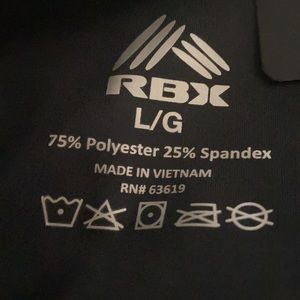 RBX
L/G
75% Polyester 25% Spandex
MADE IN VIETNAM
RN# 63619